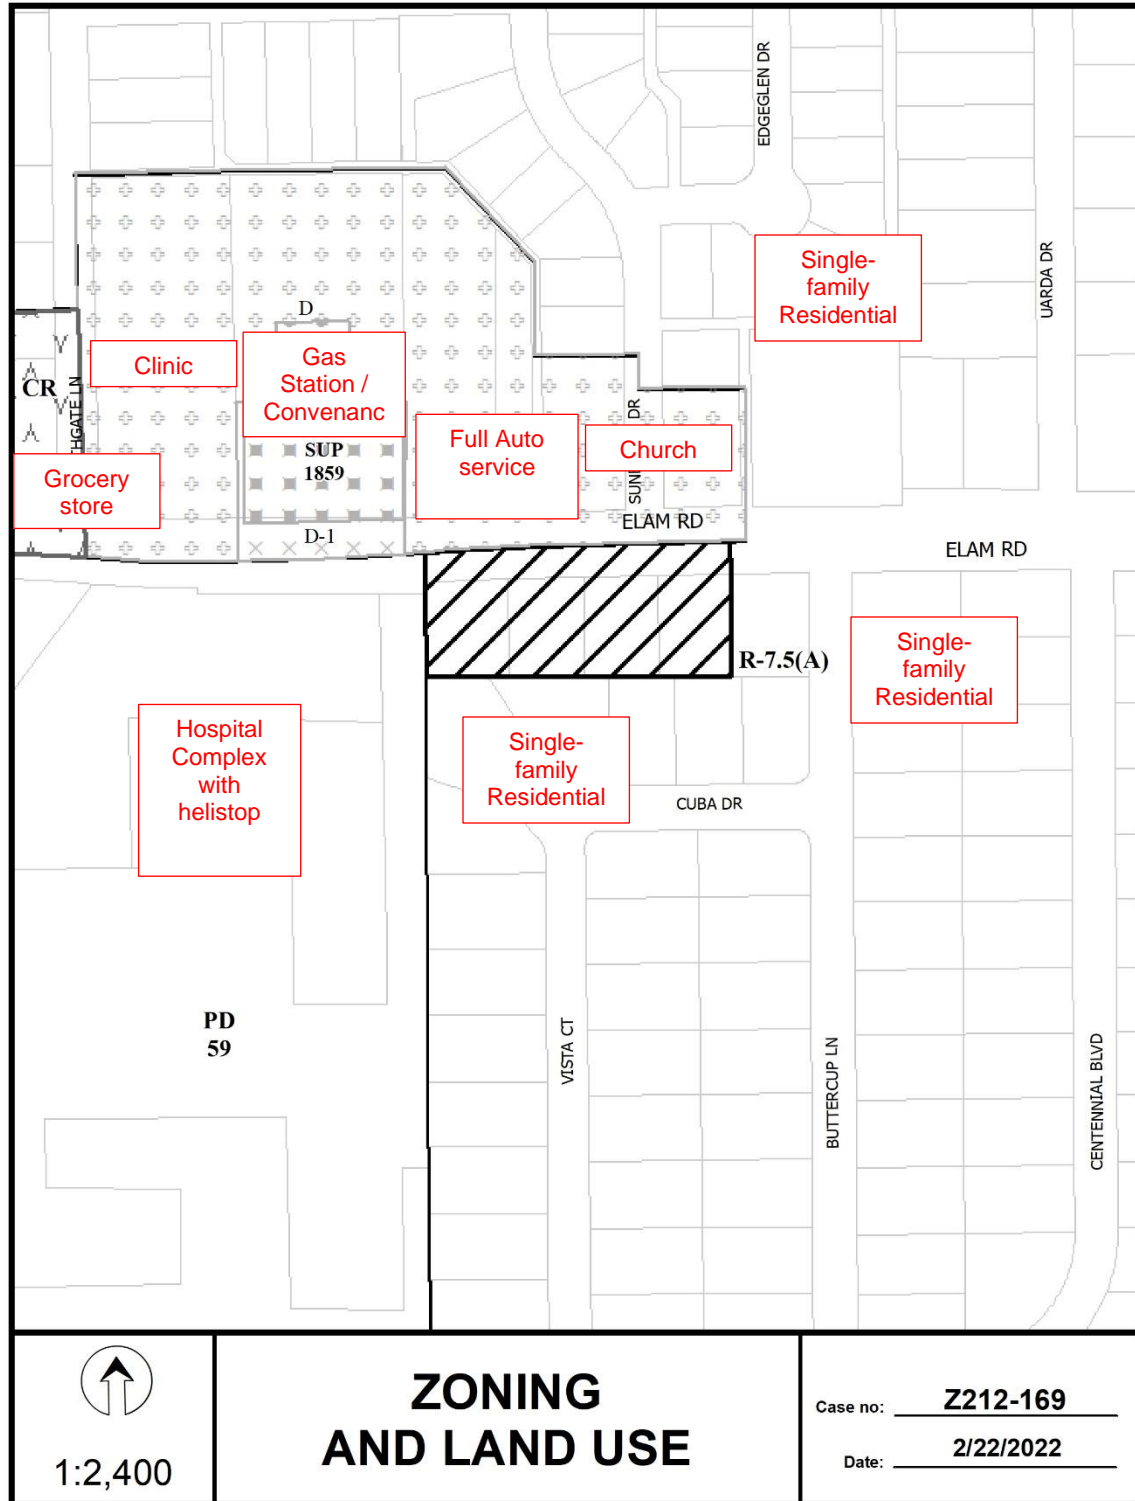 EDGEGLEN DR
UARDA DR
Single-
family
Residential
D
Clinic
Gas
Station /
Convenanc
CR
HGATE LN
DR
Full Auto
service
Church
SUP
1859
Grocery
store
SUN
ELAM RD
D-1
ELAM RD
R-7.5(A)
Single-
family
Residential
Hospital
Complex
with
helistop
Single-
family
Residential
CUBA DR
PD
59
VISTA CT
BUTTERCUP LN
CENTENNIAL BLVD
1:2,400
ZONING
AND LAND USE
Case no: Z212-169
Date: 2/22/2022